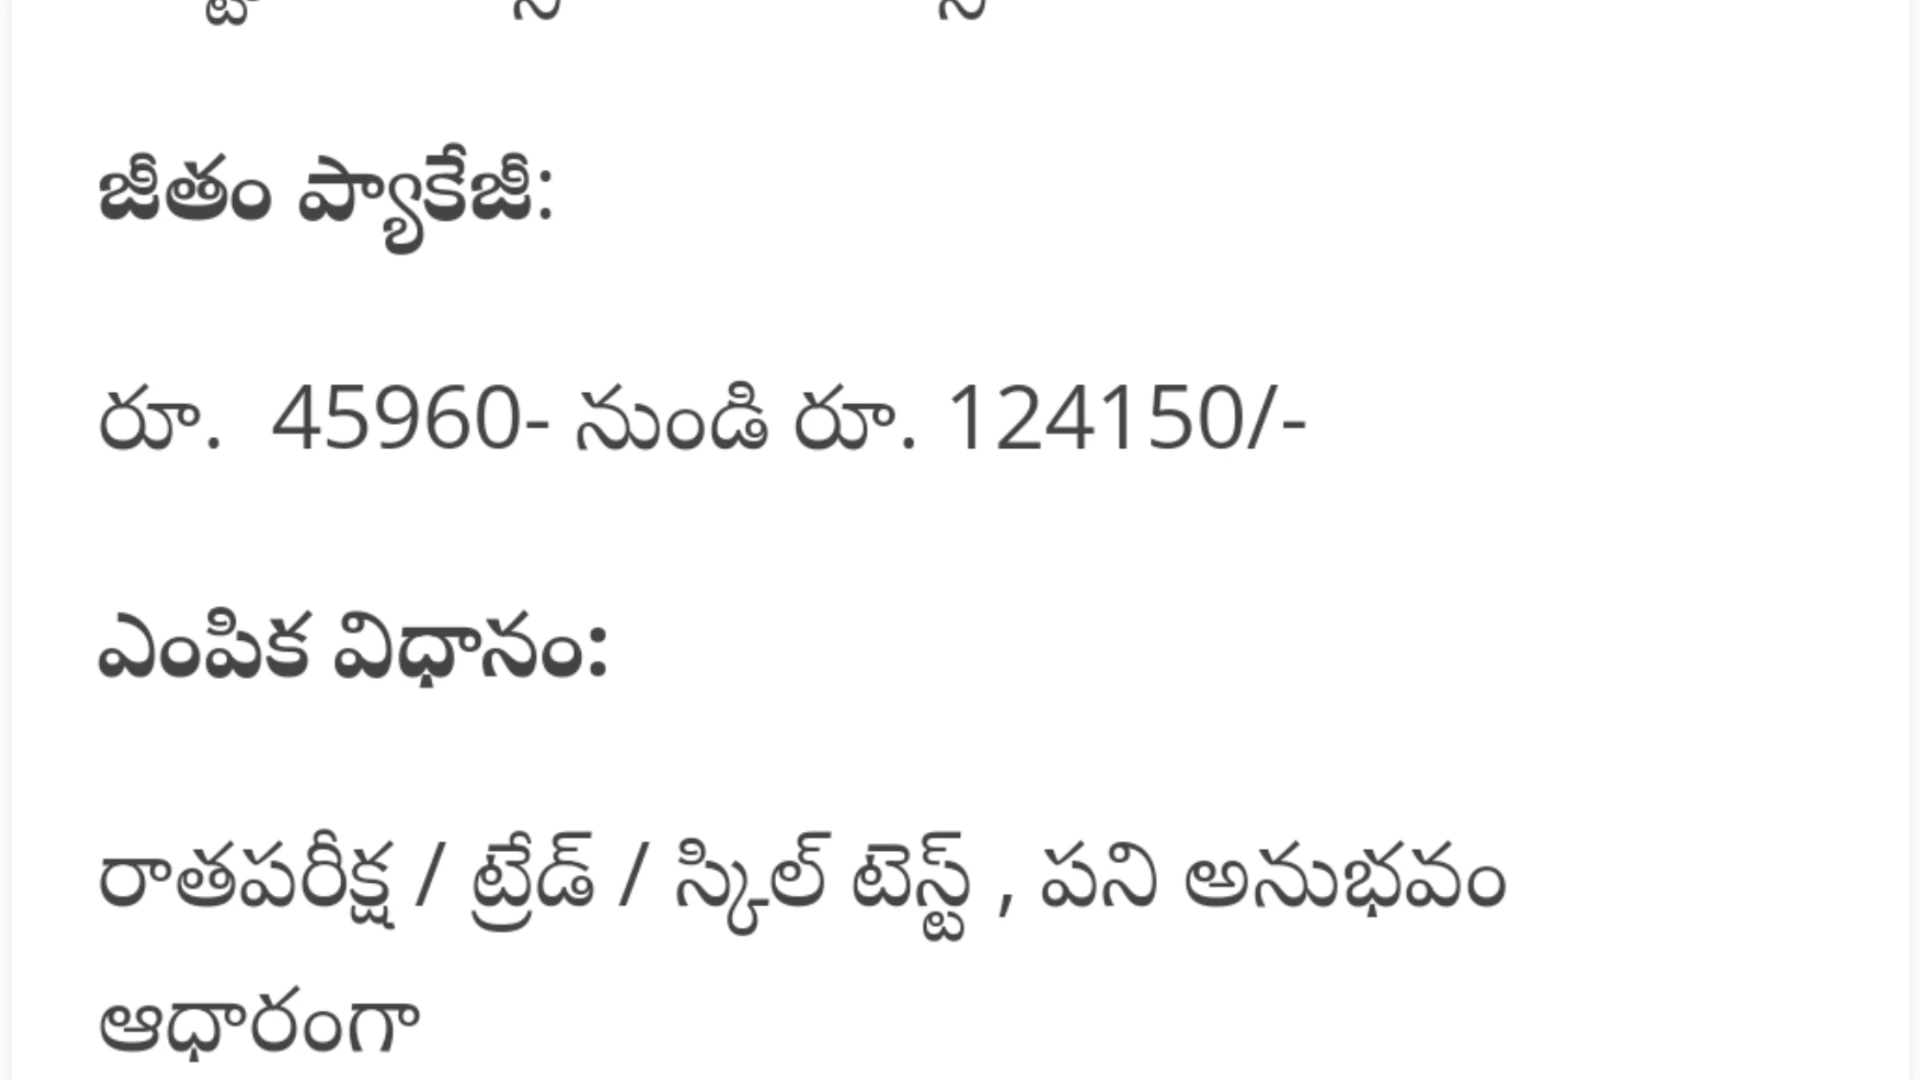 జీతం ప్యాకేజీ:
రూ.  45960- నుండి రూ. 124150/-
ఎంపిక విధానం:
రాతపరీక్ష / ట్రేడ్ / స్కిల్ టెస్ట్ , పని అనుభవం
ఆధారంగా